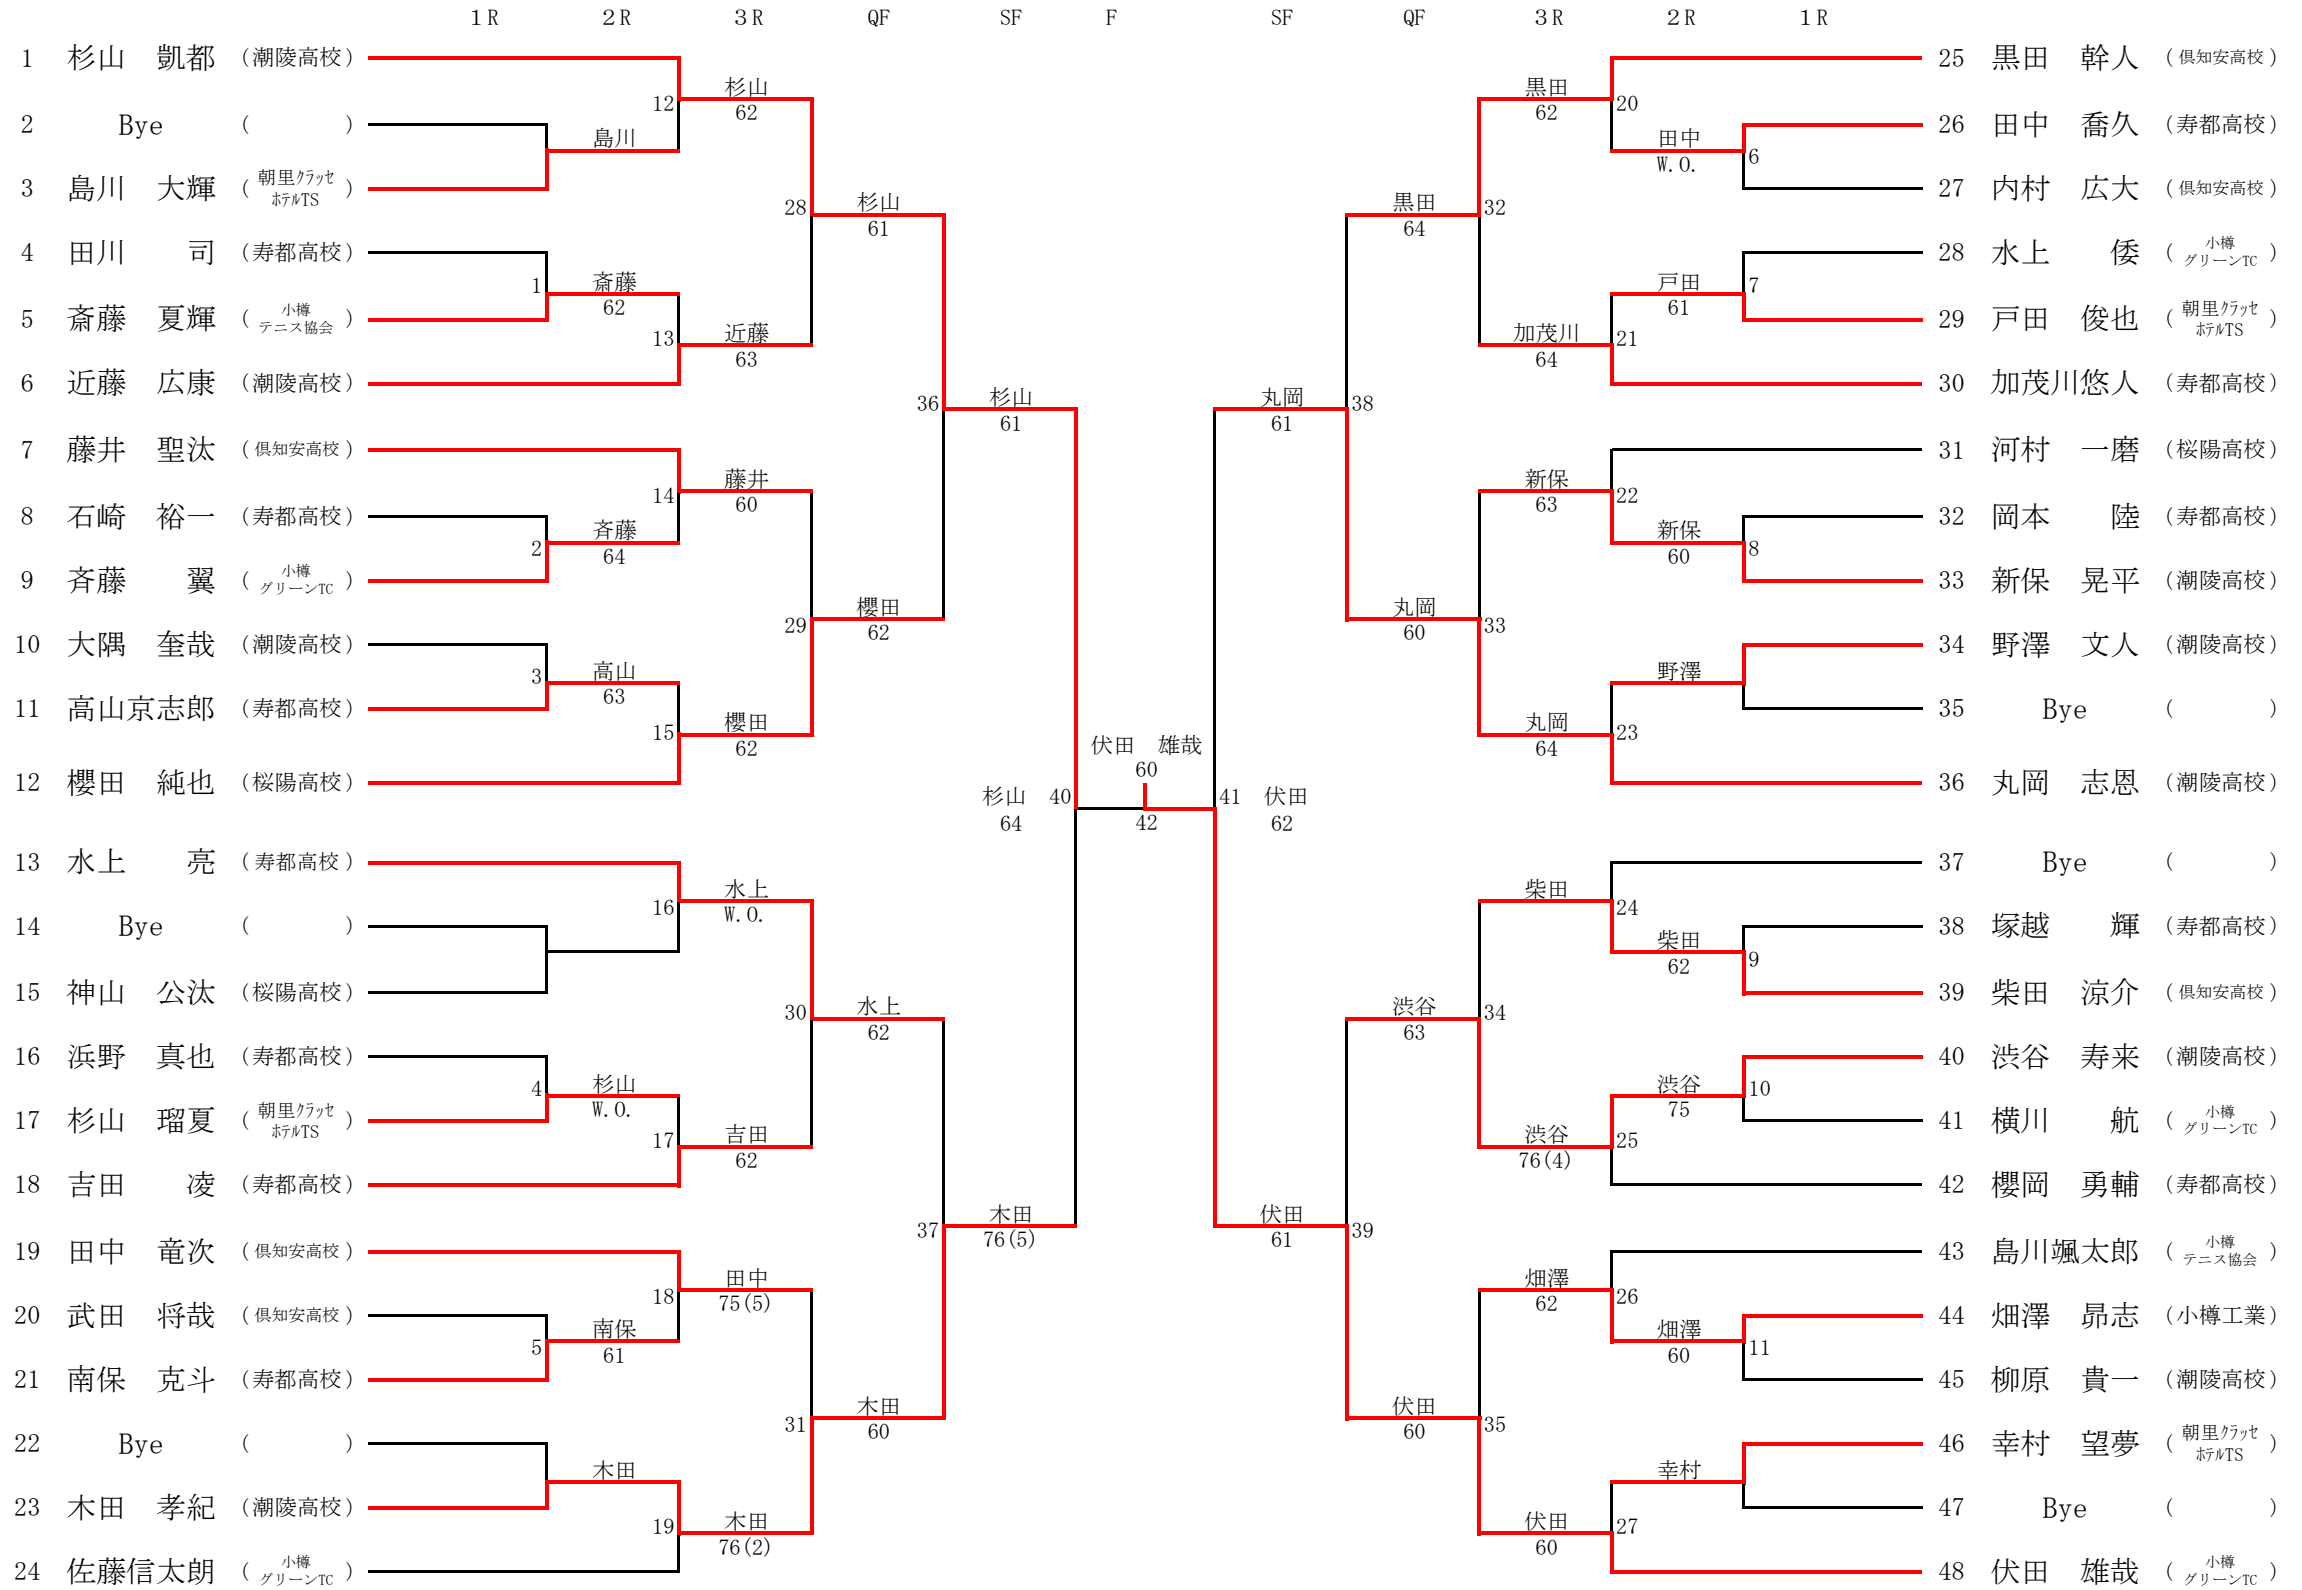 １Ｒ ２Ｒ ３Ｒ QF SF F SF QF ３Ｒ ２Ｒ １Ｒ
1 杉山　凱都 （潮陵高校）
2 Bye （　　　　）
3 島川　大輝 （朝里ｸﾗｯｾ ﾎﾃﾙTS）
4 田川　　司 （寿都高校）
5 斎藤　夏輝 （小樽 テニス協会）
6 近藤　広康 （潮陵高校）
7 藤井　聖汰 （倶知安高校）
8 石崎　裕一 （寿都高校）
9 斉藤　　翼 （小樽 グリーンTC）
10 大隅　奎哉 （潮陵高校）
11 高山京志郎 （寿都高校）
12 櫻田　純也 （桜陽高校）
13 水上　　亮 （寿都高校）
14 Bye （　　　　）
15 神山　公汰 （桜陽高校）
16 浜野　真也 （寿都高校）
17 杉山　瑠夏 （朝里ｸﾗｯｾ ﾎﾃﾙTS）
18 吉田　　凌 （寿都高校）
19 田中　竜次 （倶知安高校）
20 武田　将哉 （倶知安高校）
21 南保　克斗 （寿都高校）
22 Bye （　　　　）
23 木田　孝紀 （潮陵高校）
24 佐藤信太朗 （小樽 グリーンTC）
島川
1 斎藤
62
2 斉藤
64
3 高山
63
4 杉山
W.O.
5 南保
61
木田
12 杉山
62
13 近藤
63
14 藤井
60
15 櫻田
62
16 水上
W.O.
17 吉田
62
18 田中
75(5)
19 木田
76(2)
28 杉山
61
29 櫻田
62
30 水上
62
31 木田
60
36 杉山
61
37 木田
76(5)
杉山 40
64
伏田　雄哉
60
42
41 伏田
62
丸岡 38
61
伏田 39
61
黒田 32
64
丸岡 33
60
渋谷 34
63
伏田 35
60
黒田 20
62
加茂川 21
64
新保 22
63
丸岡 23
64
柴田 24
渋谷 25
76(4)
畑澤 26
62
伏田 27
60
田中 6
W.O.
戸田 7
61
新保 8
60
野澤
柴田 9
62
渋谷 10
75
畑澤 11
60
幸村
25 黒田　幹人 （倶知安高校）
26 田中　喬久 （寿都高校）
27 内村　広大 （倶知安高校）
28 水上　　倭 （小樽 グリーンTC）
29 戸田　俊也 （朝里ｸﾗｯｾ ﾎﾃﾙTS）
30 加茂川悠人 （寿都高校）
31 河村　一磨 （桜陽高校）
32 岡本　　陸 （寿都高校）
33 新保　晃平 （潮陵高校）
34 野澤　文人 （潮陵高校）
35 Bye （　　　　）
36 丸岡　志恩 （潮陵高校）
37 Bye （　　　　）
38 塚越　　輝 （寿都高校）
39 柴田　涼介 （倶知安高校）
40 渋谷　寿来 （潮陵高校）
41 横川　　航 （小樽 グリーンTC）
42 櫻岡　勇輔 （寿都高校）
43 島川颯太郎 （小樽 テニス協会）
44 畑澤　昴志 （小樽工業）
45 柳原　貴一 （潮陵高校）
46 幸村　望夢 （朝里ｸﾗｯｾ ﾎﾃﾙTS）
47 Bye （　　　　）
48 伏田　雄哉 （小樽 グリーンTC）